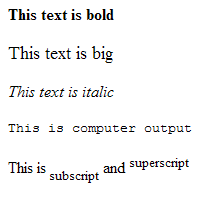 This text is bold
This text is big
This text is italic
This is computer output
This is subscript and superscript